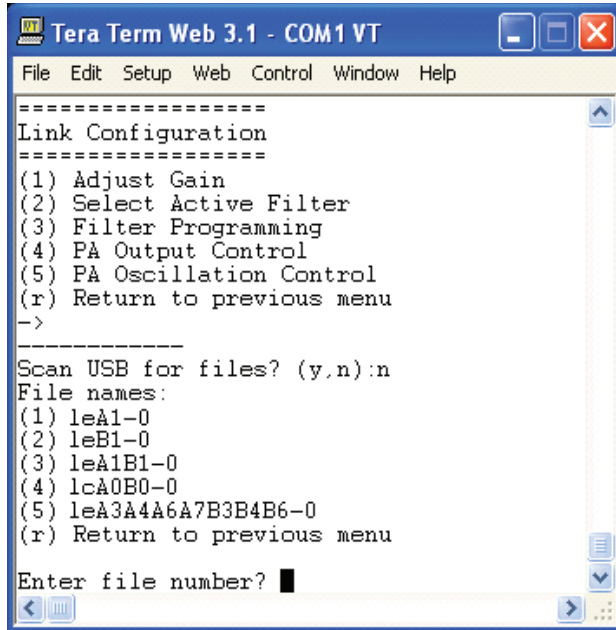 Tera Term Web 3.1 - COM1 VT
File Edit Setup Web Control Window Help
===================
Link Configuration
===================
(1) Adjust Gain
(2) Select Active Filter
(3) Filter Programming
(4) PA Output Control
(5) PA Oscillation Control
(r) Return to previous menu
->
------------
Scan USB for files? (y,n):n
File names:
(1) leA1-0
(2) leB1-0
(3) leA1B1-0
(4) lcA0B0-0
(5) leA3A4A6A7B3B4B6-0
(r) Return to previous menu
Enter file number?